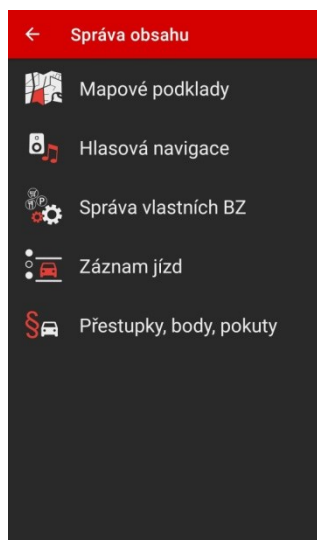 Správa obsahu
Mapové podklady
Hlasová navigace
Správa vlastních BZ
Záznam jízd
Přestupky, body, pokuty